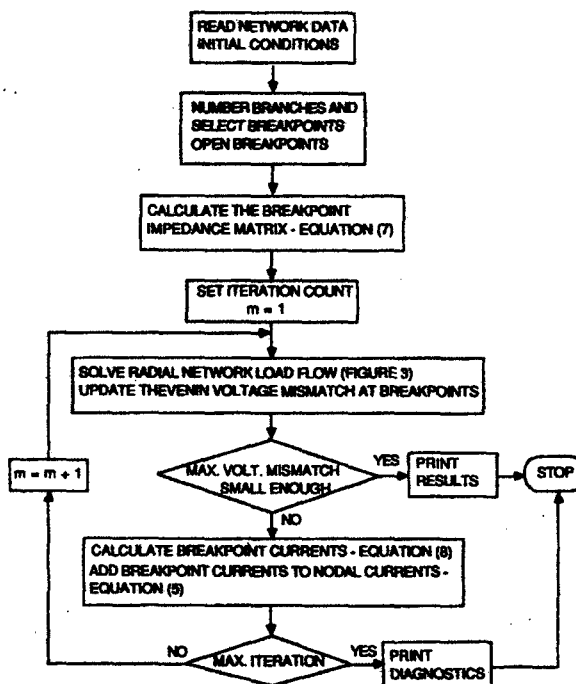 READ NETWORK DATA
INITIAL CONDITIONS
NUMBER BRANCHES AND
SELECT BREAKPOINTS
OPEN BREAKPOINTS
CALCULATE THE BREAKPOINT
IMPEDANCE MATRIX - EQUATION (7)
SET ITERATION COUNT
m = 1
SOLVE RADIAL NETWORK LOAD FLOW (FIGURE 3)
UPDATE THEVENIN VOLTAGE MISMATCH AT BREAKPOINTS
m = m + 1
MAX. VOLT. MISMATCH
SMALL ENOUGH
YES
PRINT
RESULTS
STOP
NO
CALCULATE BREAKPOINT CURRENTS - EQUATION (8)
ADD BREAKPOINT CURRENTS TO NODAL CURRENTS -
EQUATION (5)
NO
MAX. ITERATION
YES
PRINT
DIAGNOSTICS